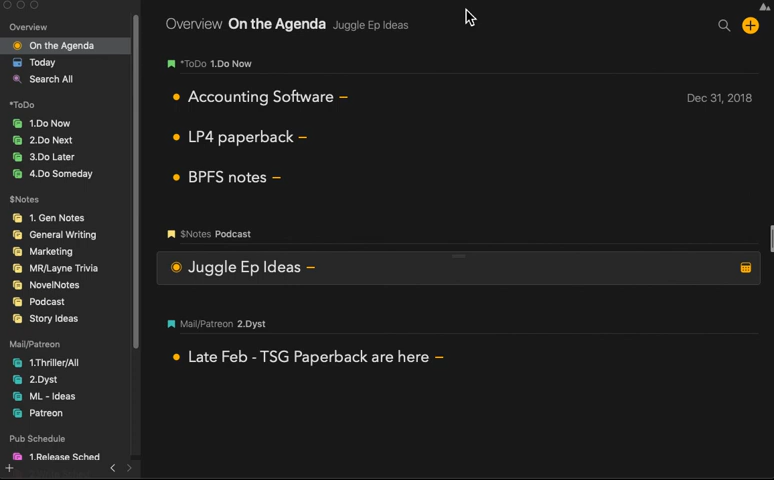 Overview
On the Agenda
Today
Search All
*ToDo
1.Do Now
2.Do Next
3.Do Later
4.Do Someday
$Notes
1. Gen Notes
General Writing
Marketing
MR/Layne Trivia
NovelNotes
Podcast
Story Ideas
Mail/Patreon
1.Thriller/All
2.Dyst
ML - Ideas
Patreon
Pub Schedule
1.Release Sched
Overview On the Agenda Juggle Ep Ideas
*ToDo 1.Do Now
Accounting Software – Dec 31, 2018
LP4 paperback –
BPFS notes –
$Notes Podcast
Juggle Ep Ideas –
Mail/Patreon 2.Dyst
Late Feb - TSG Paperback are here –